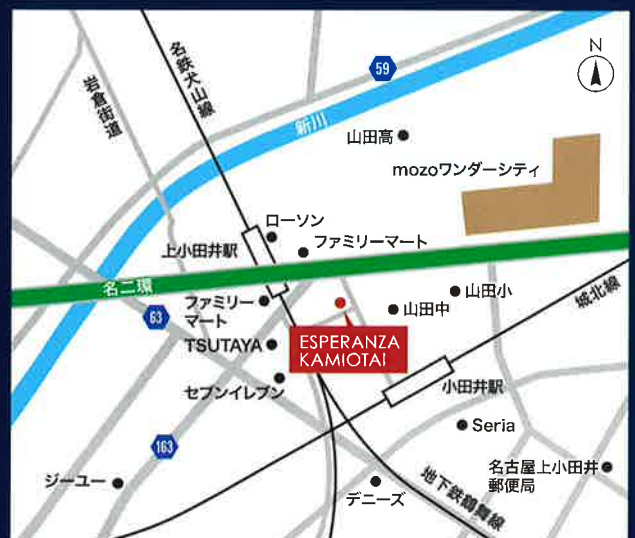 N
59
名鉄犬山線
岩倉街道
新川
山田高
mozoワンダーシティ
ローソン
上小田井駅
ファミリーマート
名二環
ファミリー
マート
63
山田小
山田中
城北線
TSUTAYA
ESPERANZA
KAMIOTAI
セブンイレブン
小田井駅
Seria
163
ジーユー
デニーズ
地下鉄鶴舞線
名古屋上小田井
郵便局